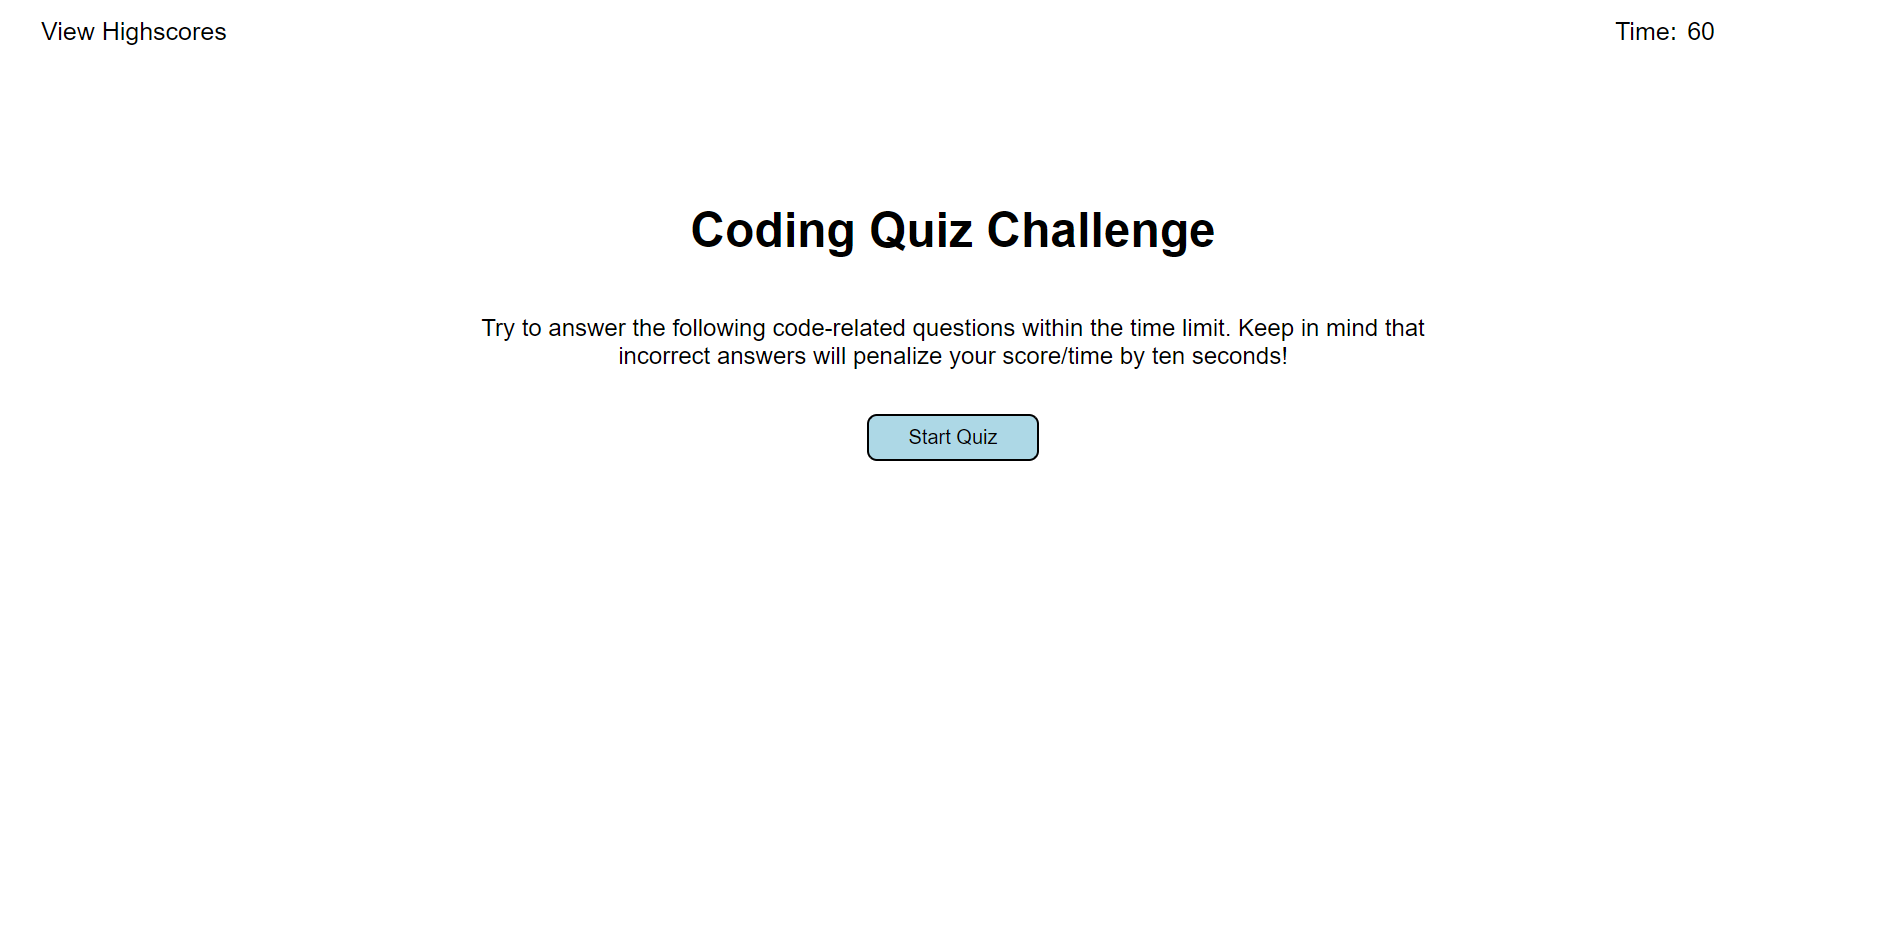 View Highscores
Time: 60
Coding Quiz Challenge
Try to answer the following code-related questions within the time limit. Keep in mind that
incorrect answers will penalize your score/time by ten seconds!
Start Quiz